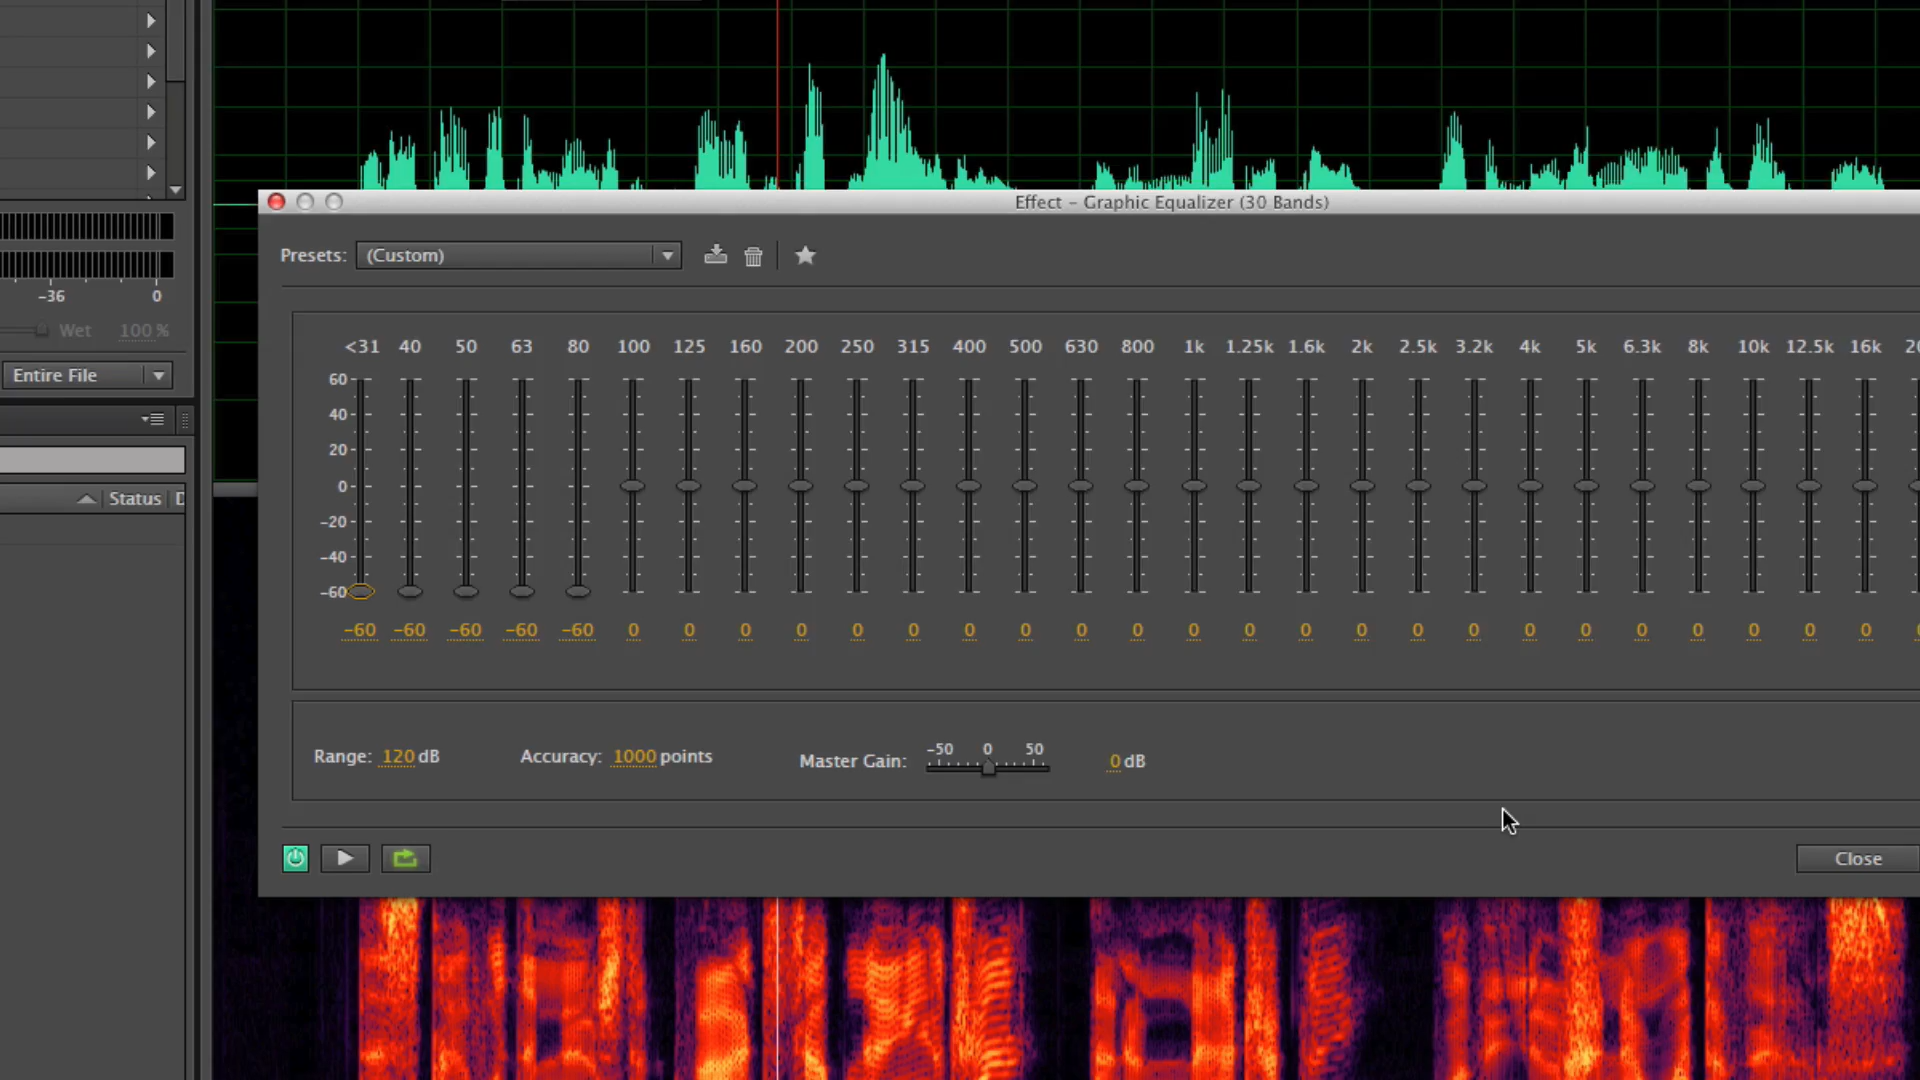 Effect – Graphic Equalizer (30 Bands)
Presets: (Custom)
–36 0
Wet 100 %
Entire File
Status
<31 40 50 63 80 100 125 160 200 250 315 400 500 630 800 1k 1.25k 1.6k 2k 2.5k 3.2k 4k 5k 6.3k 8k 10k 12.5k 16k
60
40
20
0
–20
–40
–60
–60 –60 –60 –60 –60 0 0 0 0 0 0 0 0 0 0 0 0 0 0 0 0 0 0 0 0 0 0 0
Range: 120 dB Accuracy: 1000 points Master Gain: –50 0 50 0 dB
Close